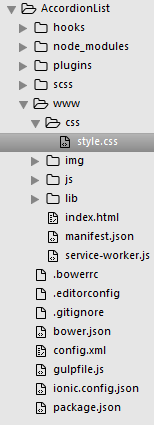 AccordionList
hooks
node_modules
plugins
scss
www
css
style.css
img
js
lib
index.html
manifest.json
service-worker.js
.bowerrc
.editorconfig
.gitignore
bower.json
config.xml
gulpfile.js
ionic.config.json
package.json